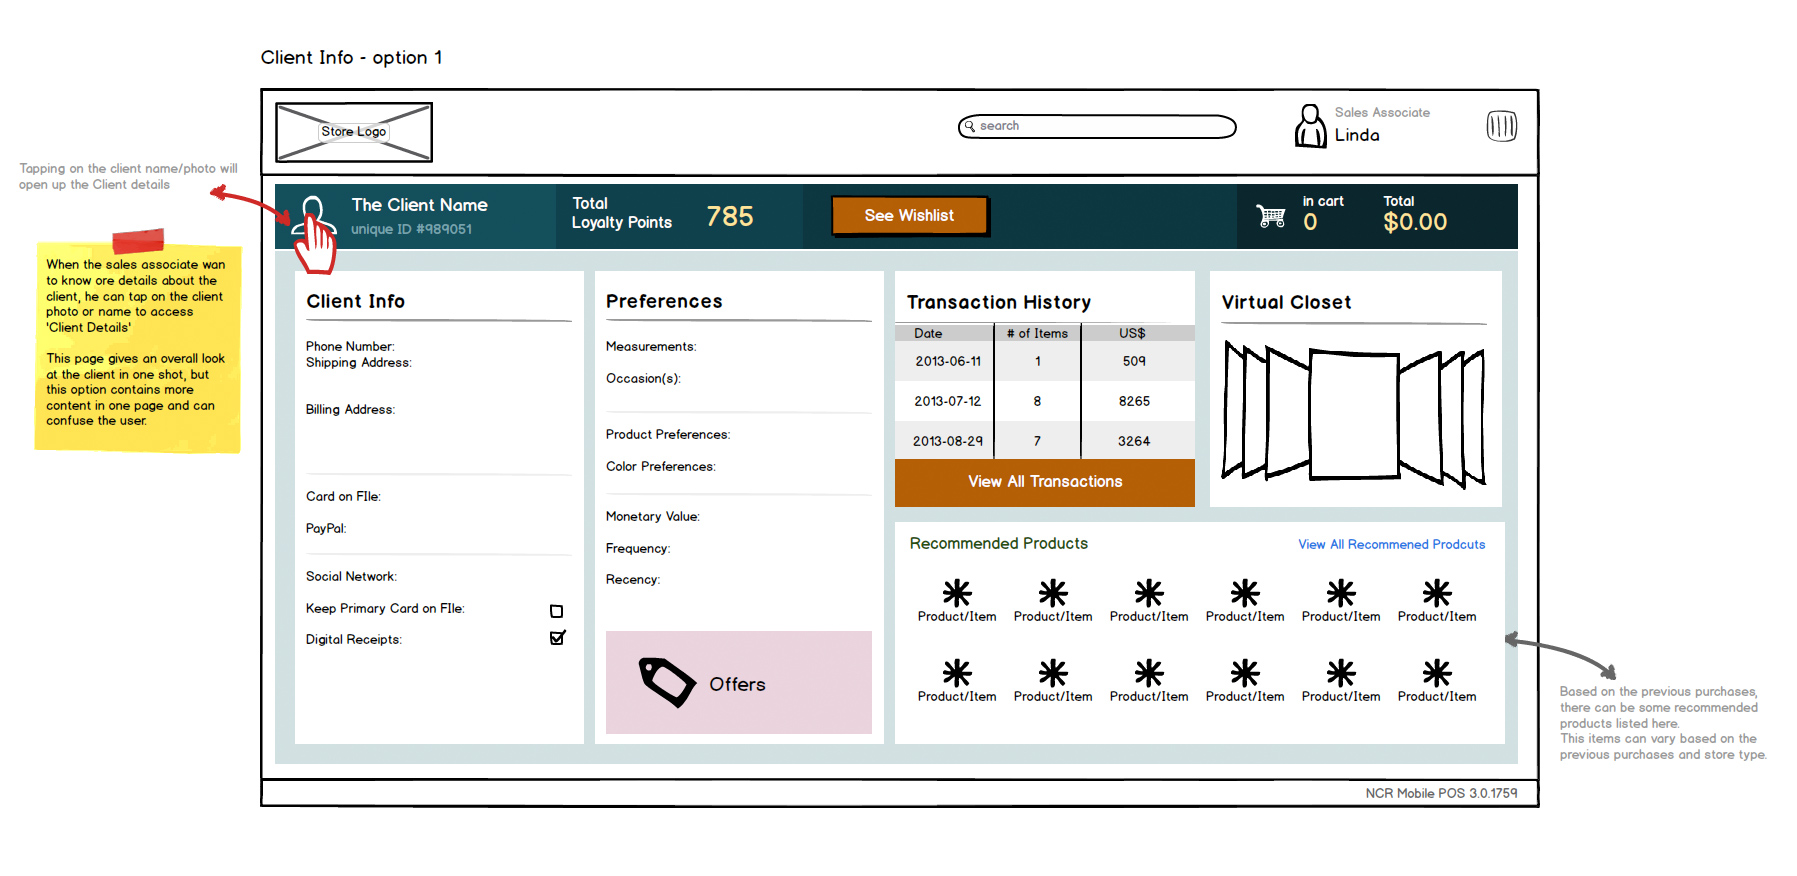 Client Info - option 1
Store Logo
search
Sales Associate
Linda
Tapping on the client name/photo will
open up the Client details
The Client Name
unique ID #989051
Total
Loyalty Points
785
See Wishlist
in cart
0
Total
$0.00
When the sales associate wan
to know ore details about the
client, he can tap on the client
photo or name to access
'Client Details'
This page gives an overall look
at the client in one shot, but
this option contains more
content in one page and can
confuse the user.
Client Info
Phone Number:
Shipping Address:
Billing Address:
Card on FIle:
PayPal:
Social Network:
Keep Primary Card on FIle:
Digital Receipts:
Preferences
Measurements:
Occasion(s):
Product Preferences:
Color Preferences:
Monetary Value:
Frequency:
Recency:
Offers
Transaction History
Date # of Items US$
2013-06-11 1 509
2013-07-12 8 8265
2013-08-29 7 3264
View All Transactions
Virtual Closet
Recommended Products
View All Recommened Prodcuts
Product/Item Product/Item Product/Item Product/Item Product/Item Product/Item
Product/Item Product/Item Product/Item Product/Item Product/Item Product/Item
Based on the previous purchases,
there can be some recommended
products listed here.
This items can vary based on the
previous purchases and store type.
NCR Mobile POS 3.0.1759